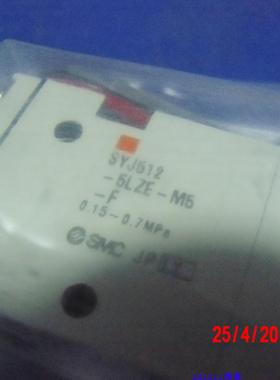 SYJ512
-5LZE-M5
-F
0.15-0.7MPa
SMC JP
25/4/20